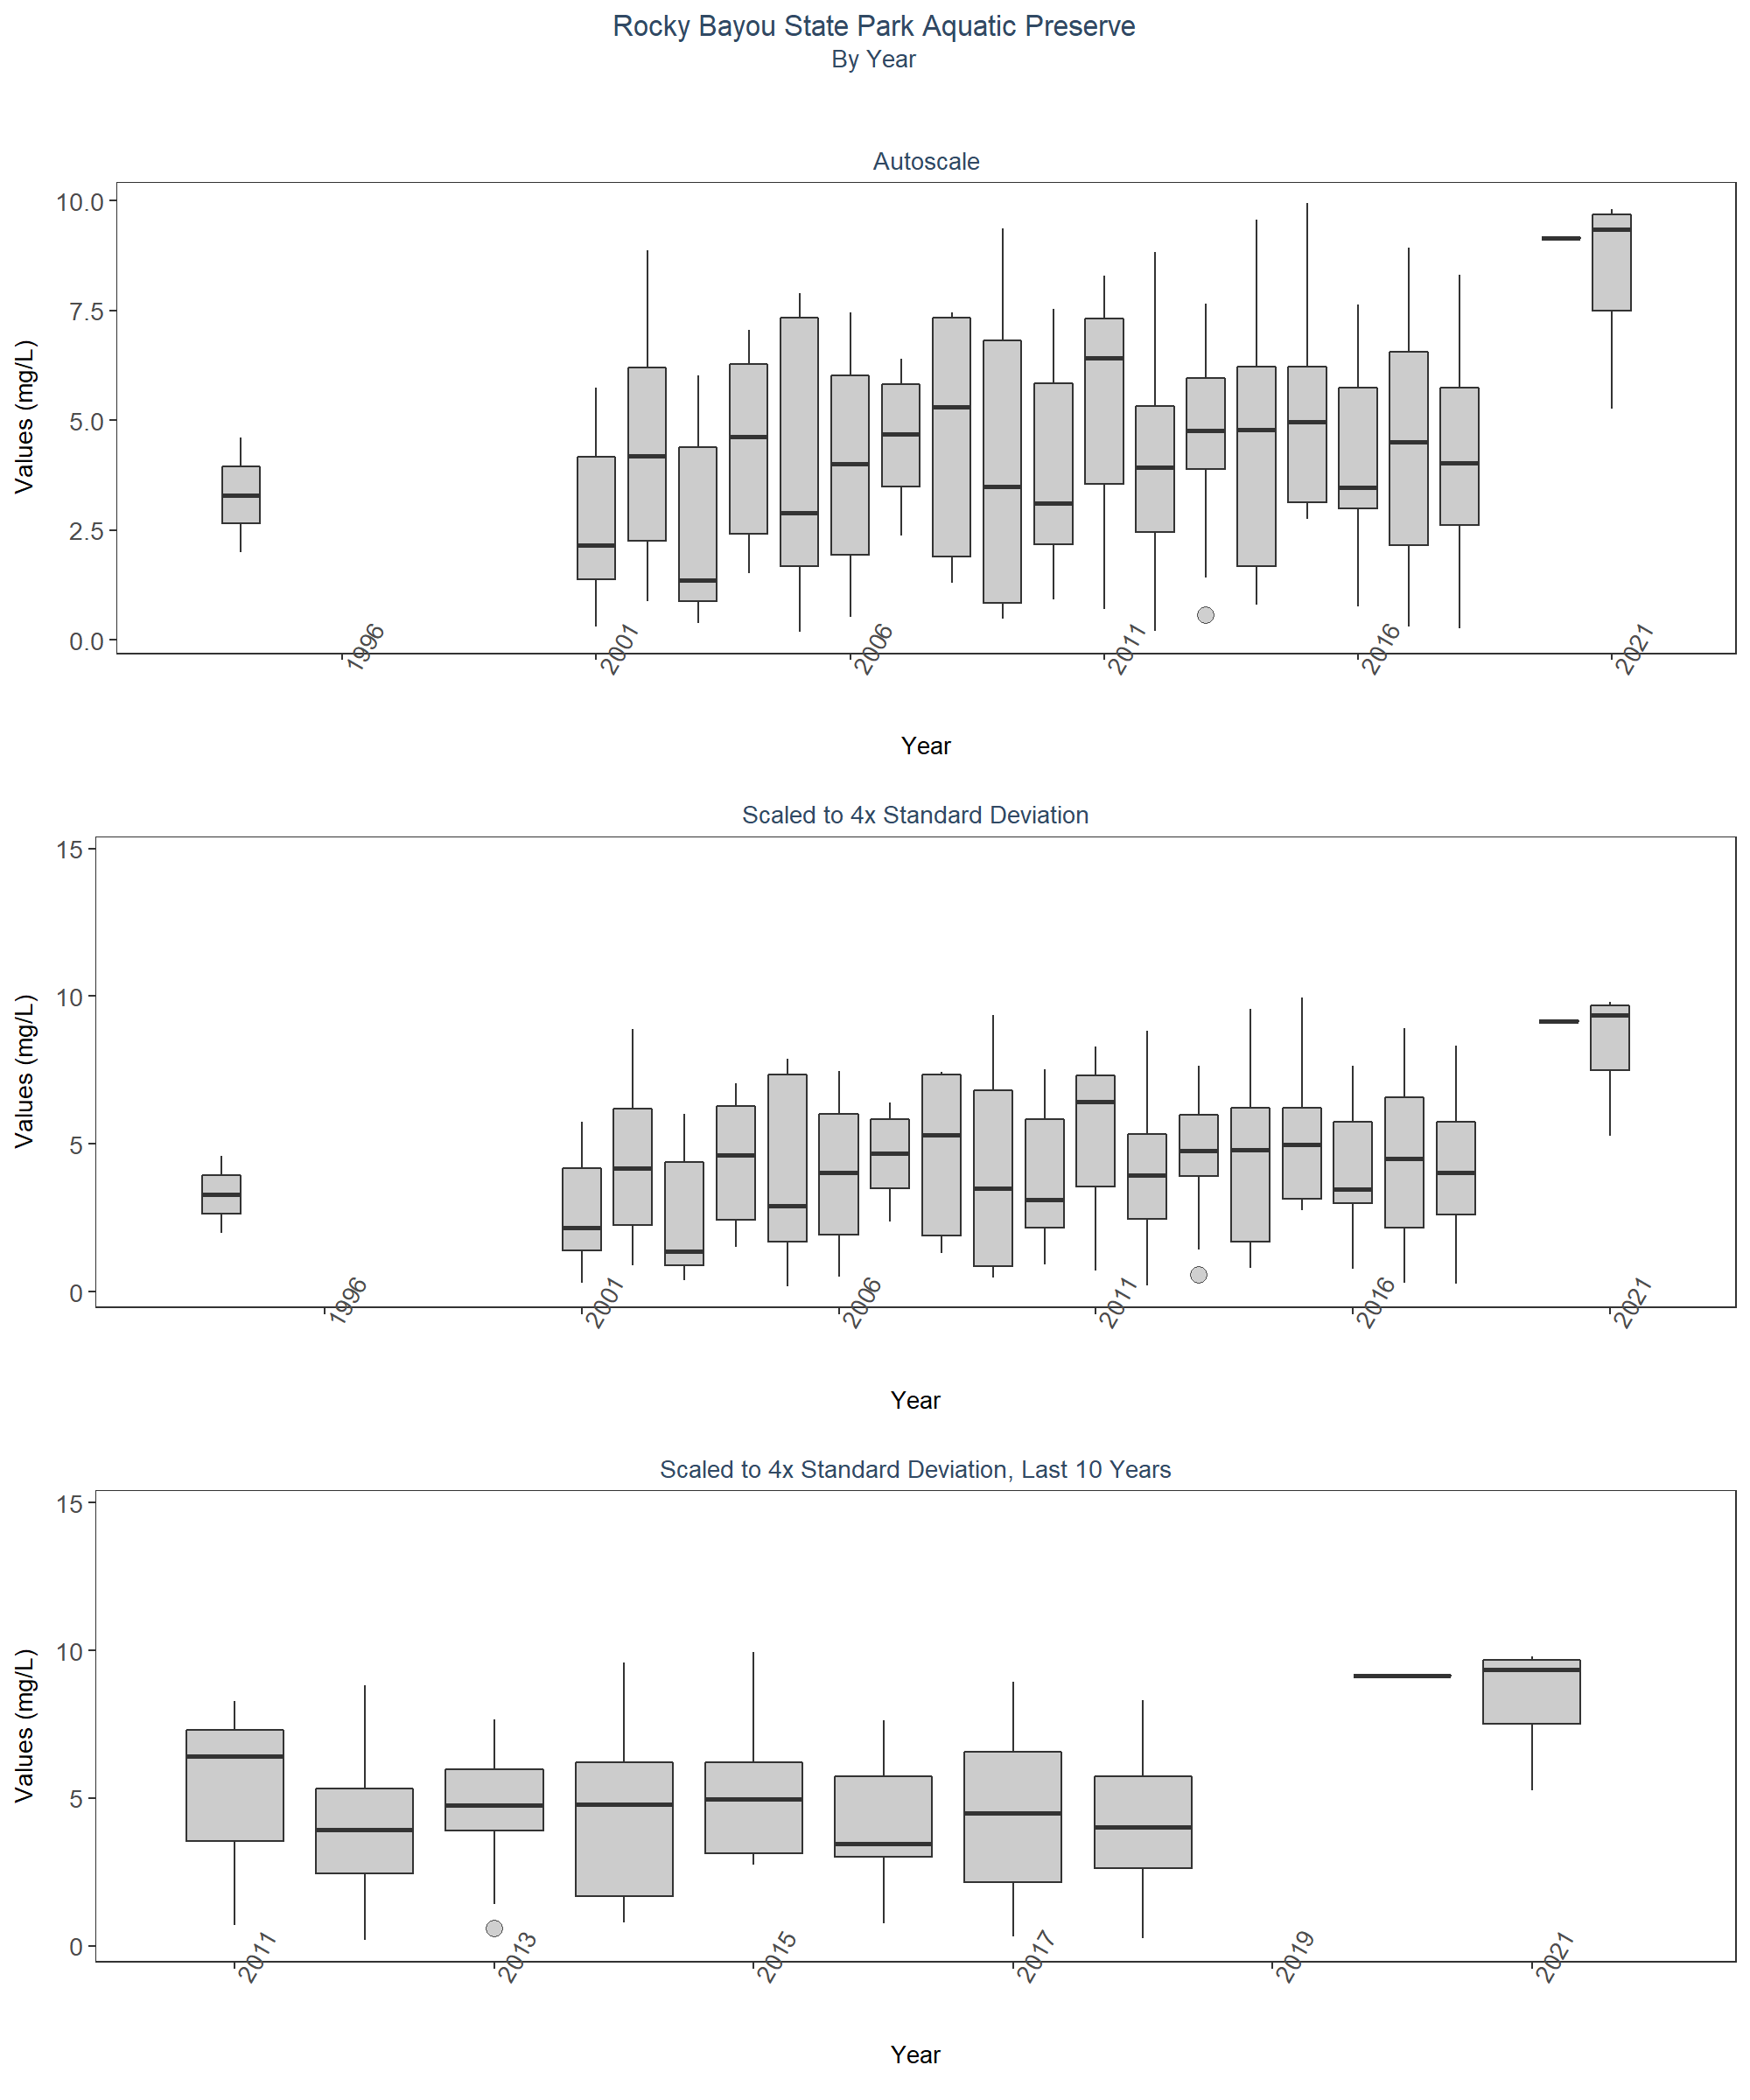 Rocky Bayou State Park Aquatic Preserve
By Year
Autoscale
Values (mg/L)
10.0
7.5
5.0
2.5
0.0
1996
2001
2006
2011
2016
2021
Year
Scaled to 4x Standard Deviation
Values (mg/L)
15
10
5
0
1996
2001
2006
2011
2016
2021
Year
Scaled to 4x Standard Deviation, Last 10 Years
Values (mg/L)
15
10
5
0
2011
2013
2015
2017
2019
2021
Year